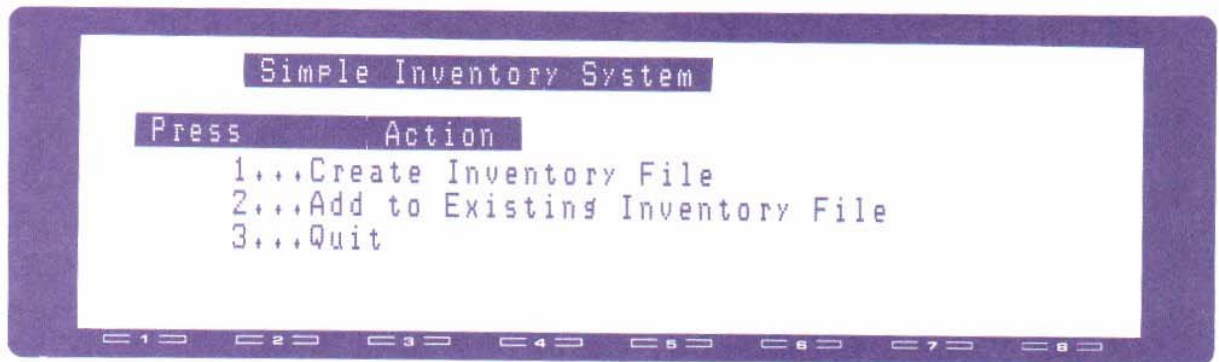 Simple Inventory System
Press Action
1...Create Inventory File
2...Add to Existing Inventory File
3...Quit
1 2 3 4 5 6 7 8